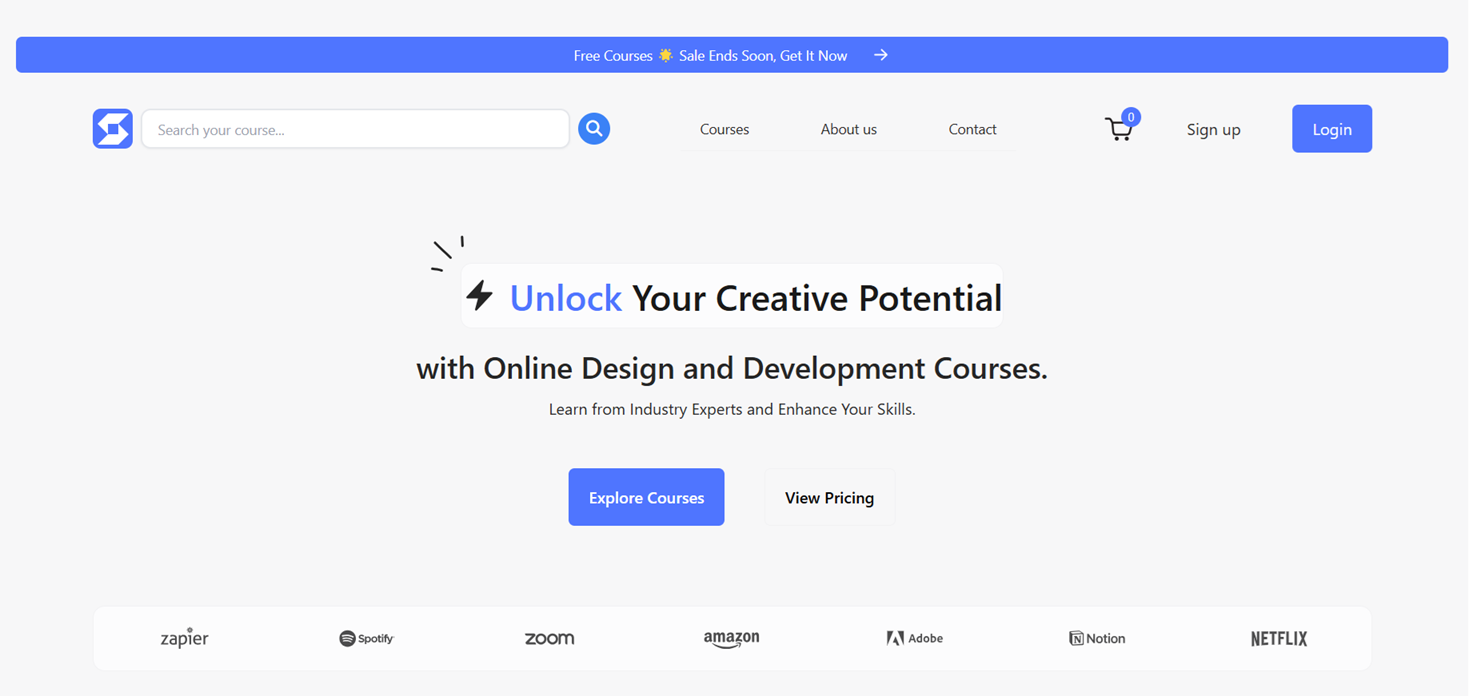 Free Courses 🌟 Sale Ends Soon, Get It Now →
Search your course...
Courses
About us
Contact
0
Sign up
Login
Unlock Your Creative Potential
with Online Design and Development Courses.
Learn from Industry Experts and Enhance Your Skills.
Explore Courses
View Pricing
zapier
Spotify
zoom
amazon
Adobe
Notion
NETFLIX